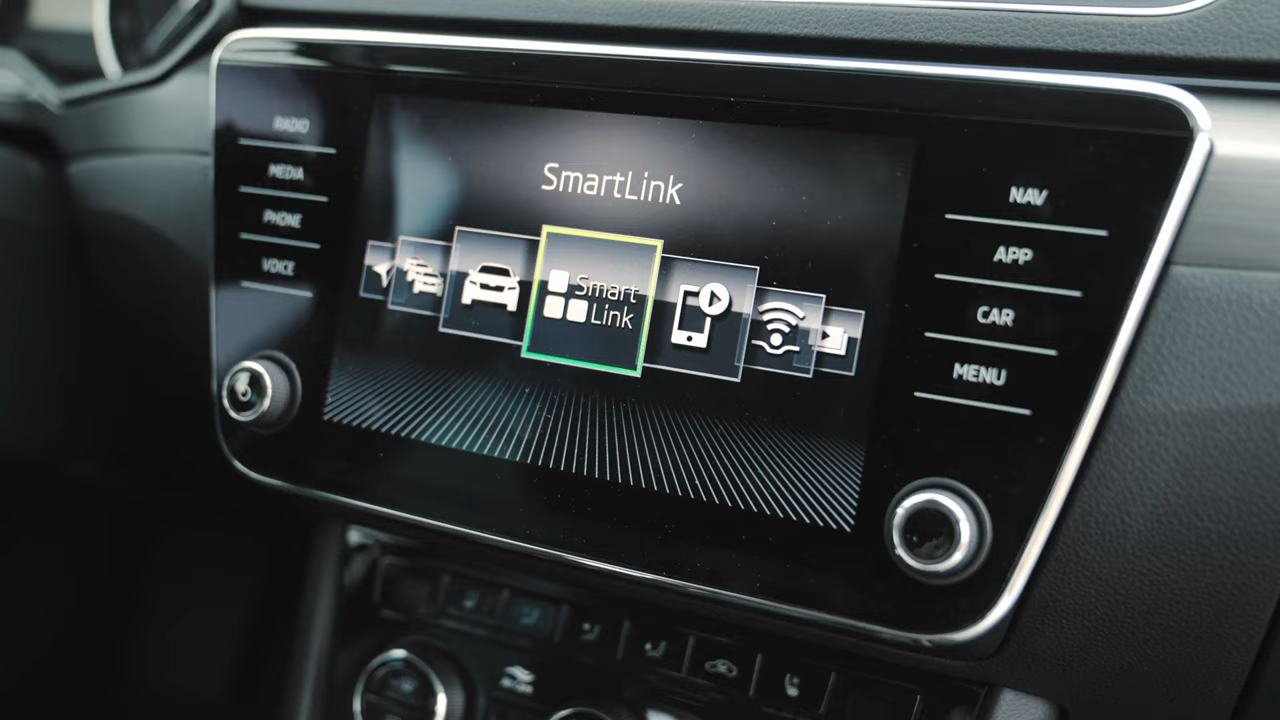 RADIO
MEDIA
PHONE
VOICE
SmartLink
Smart
Link
NAV
APP
CAR
MENU